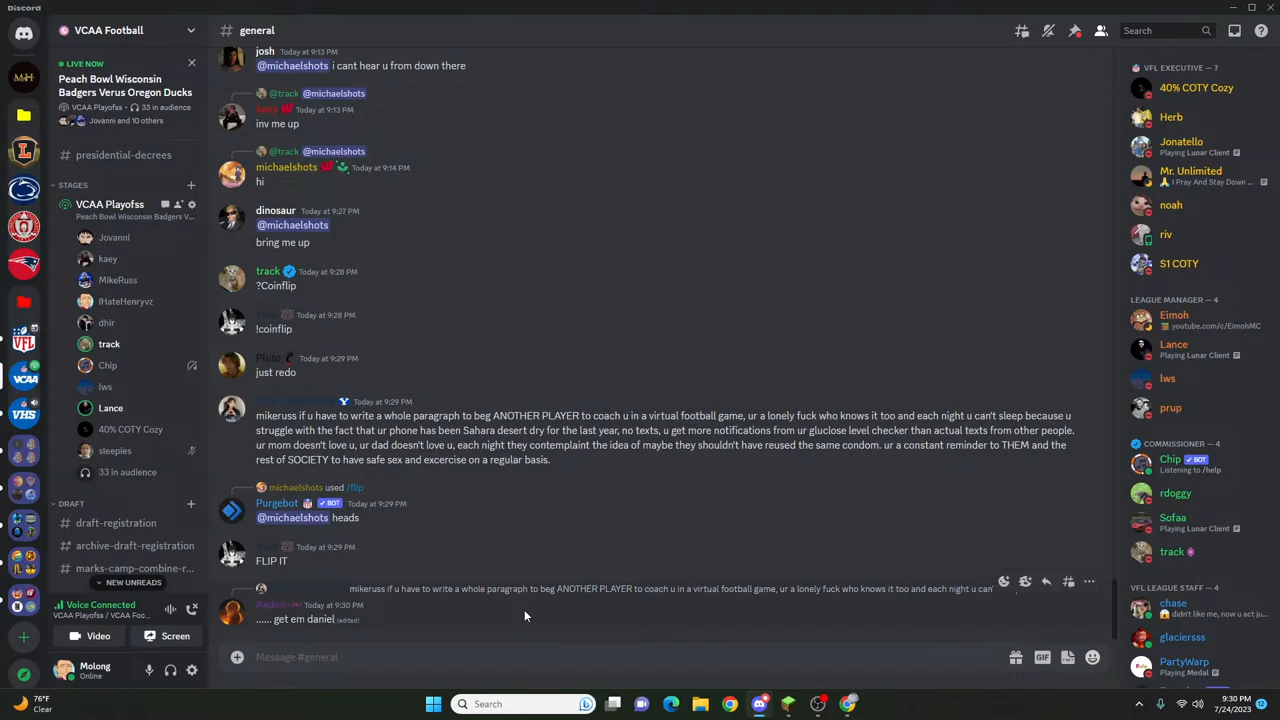 Discord
VCAA Football
# general
Search
LIVE NOW
Peach Bowl Wisconsin
Badgers Verus Oregon Ducks
VCAA Playofss 33 in audience
Jovanni and 10 others
# presidential-decrees
STAGES
VCAA Playofss
Peach Bowl Wisconsin Badgers V...
Jovanni
kaey
MikeRuss
IHateHenryvz
dhir
track
Chip
lws
Lance
40% COTY Cozy
sleepies
33 in audience
DRAFT
# draft-registration
# archive-draft-registration
# marks-camp-combine-r...
NEW UNREADS
Voice Connected
VCAA Playofss / VCAA Foo...
Video
Screen
Molong
Online
VFL
VCAA
VHS
josh Today at 9:13 PM
@michaelshots i cant hear u from down there
@track @michaelshots
kaey Today at 9:13 PM
inv me up
@track @michaelshots
michaelshots Today at 9:14 PM
hi
dinosaur Today at 9:27 PM
@michaelshots
bring me up
track Today at 9:28 PM
?Coinflip
Today at 9:28 PM
!coinflip
Pluto Today at 9:29 PM
just redo
Today at 9:29 PM
mikeruss if u have to write a whole paragraph to beg ANOTHER PLAYER to coach u in a virtual football game, ur a lonely fuck who knows it too and each night u can't sleep because u
struggle with the fact that ur phone has been Sahara desert dry for the last year, no texts, u get more notifications from ur gluclose level checker than actual texts from other people.
ur mom doesn't love u, ur dad doesn't love u, each night they contemplaint the idea of maybe they shouldn't have reused the same condom. ur a constant reminder to THEM and the
rest of SOCIETY to have safe sex and excercise on a regular basis.
michaelshots used /flip
Purgebot BOT Today at 9:29 PM
@michaelshots heads
Today at 9:29 PM
FLIP IT
mikeruss if u have to write a whole paragraph to beg ANOTHER PLAYER to coach u in a virtual football game, ur a lonely fuck who knows it too and each night u can'
Aaden Today at 9:30 PM
...... get em daniel (edited)
Message #general
GIF
VFL EXECUTIVE — 7
40% COTY Cozy
Herb
Jonatello
Playing Lunar Client
Mr. Unlimited
I Pray And Stay Down ...
noah
riv
S1 COTY
LEAGUE MANAGER — 4
Eimoh
youtube.com/c/EimohMC
Lance
Playing Lunar Client
lws
prup
COMMISSIONER — 4
Chip BOT
Listening to /help
rdoggy
Sofaa
Playing Lunar Client
track
VFL LEAGUE STAFF — 4
chase
didn't like me, now u act ju...
glaciersss
PartyWarp
Playing Medal
76°F
Clear
Search
9:30 PM
7/24/2023